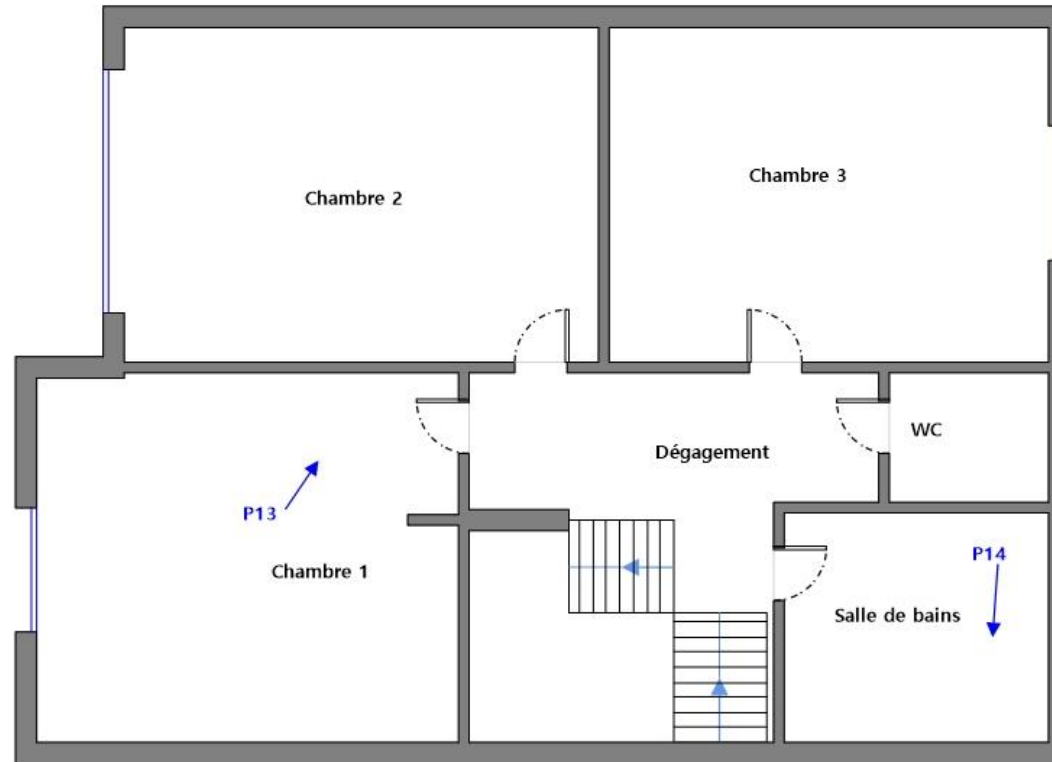 Chambre 3
Chambre 2
WC
Dégagement
P13
P14
Chambre 1
Salle de bains